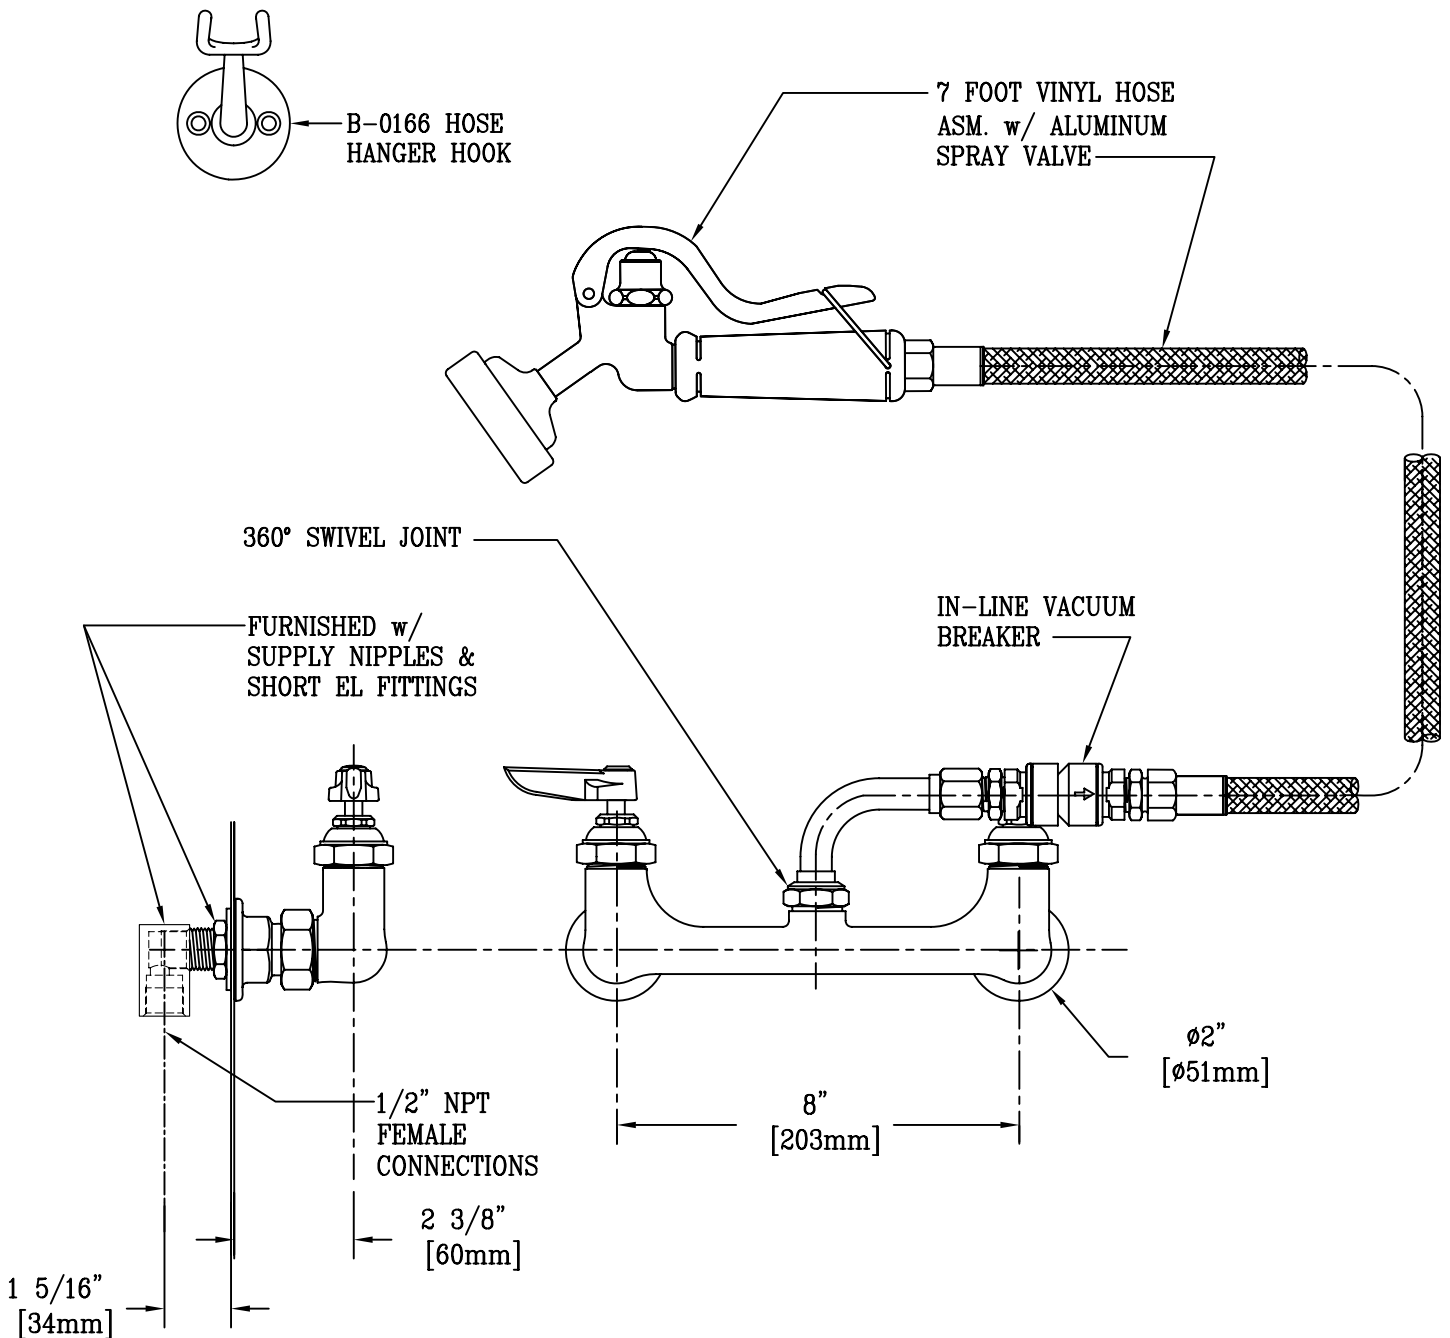 B-0166 HOSE
HANGER HOOK
7 FOOT VINYL HOSE
ASM. w/ ALUMINUM
SPRAY VALVE
360° SWIVEL JOINT
FURNISHED w/
SUPPLY NIPPLES &
SHORT EL FITTINGS
IN-LINE VACUUM
BREAKER
ø2"
[ø51mm]
8"
[203mm]
1/2" NPT
FEMALE
CONNECTIONS
2 3/8"
[60mm]
1 5/16"
[34mm]